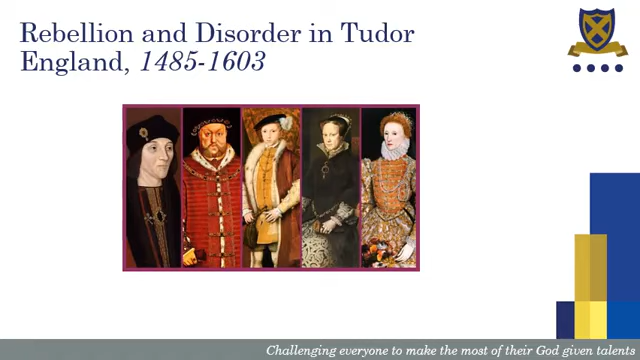 Rebellion and Disorder in Tudor
England, 1485-1603
Challenging everyone to make the most of their God given talents